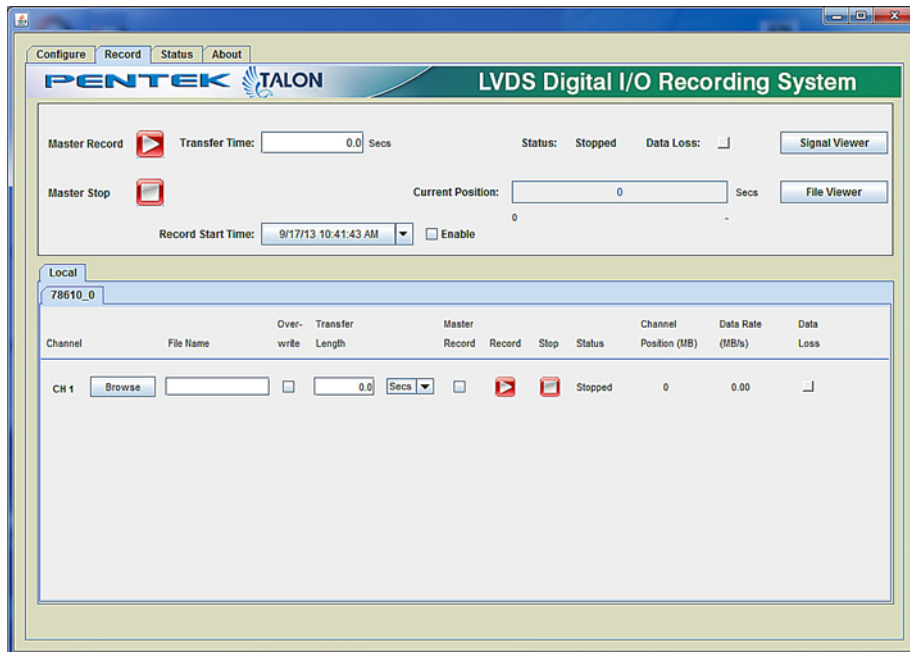 Configure Record Status About
PENTEK TALON LVDS Digital I/O Recording System
Master Record Transfer Time: 0.0 Secs Status: Stopped Data Loss: Signal Viewer
Master Stop Current Position: 0 Secs File Viewer
0 -
Record Start Time: 9/17/13 10:41:43 AM Enable
Local
78610_0
Over- Transfer Master Channel Data Rate Data
Channel File Name write Length Record Record Stop Status Position (MB) (MB/s) Loss
CH 1 Browse 0.0 Secs Stopped 0 0.00